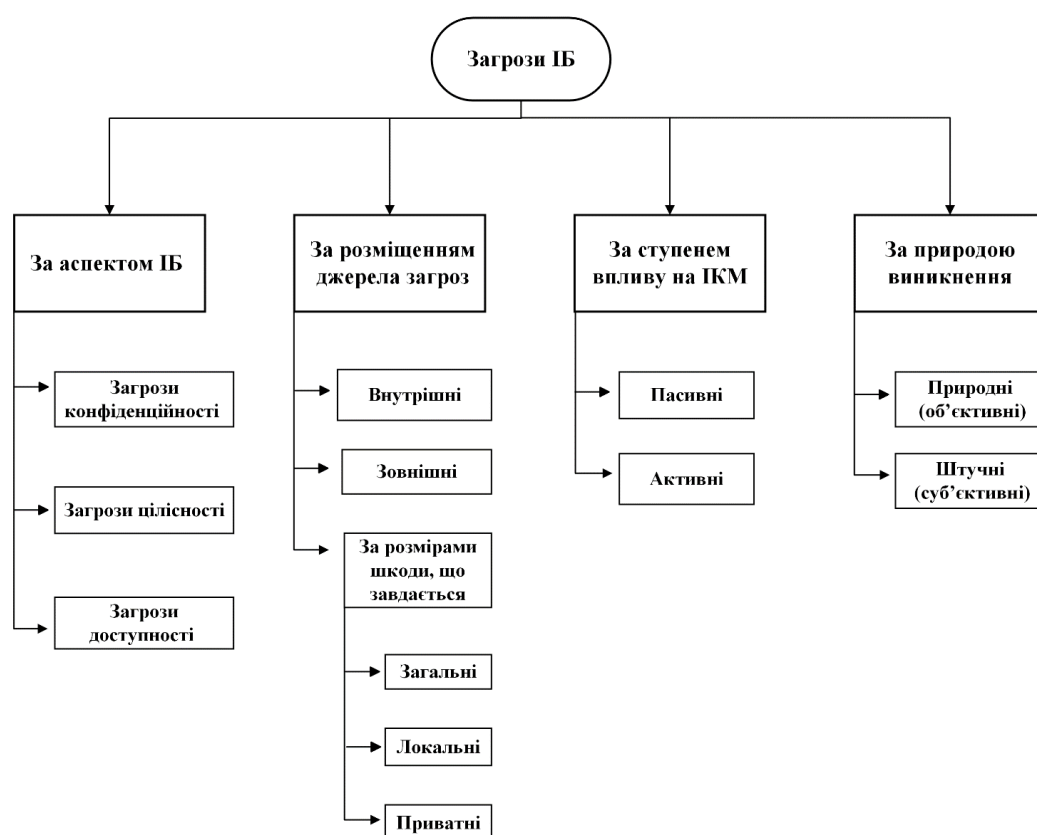 Загрози ІБ
За аспектом ІБ
Загрози
конфіденційності
Загрози цілісності
Загрози
доступності
За розміщенням
джерела загроз
Внутрішні
Зовнішні
За розмірами
шкоди, що
завдається
Загальні
Локальні
Приватні
За ступенем
впливу на ІКМ
Пасивні
Активні
За природою
виникнення
Природні
(об’єктивні)
Штучні
(суб’єктивні)